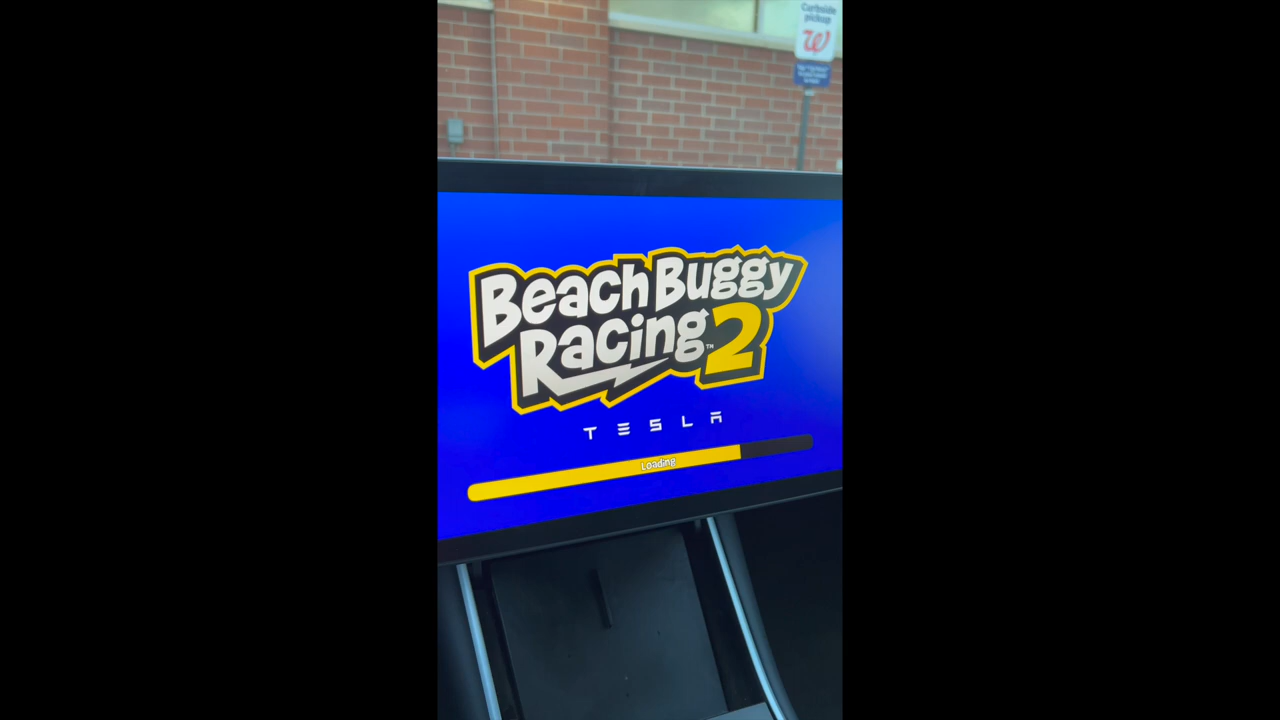 Curbside
pickup
W
Beach Buggy
Racing 2
™
TESLA
Loading